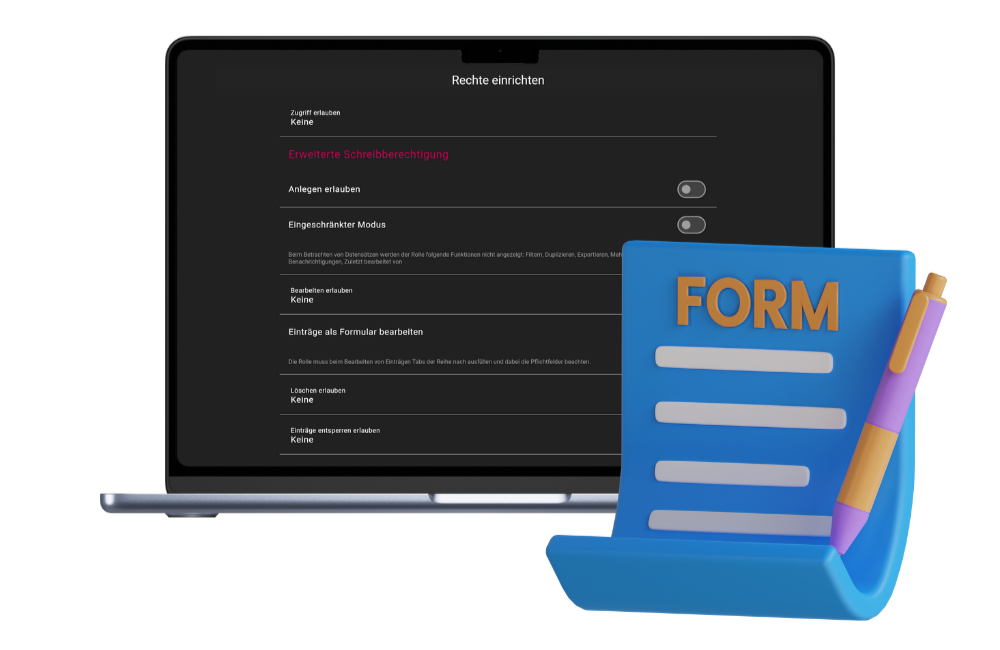 Rechte einrichten
Zugriff erlauben
Keine
Erweiterte Schreibberechtigung
Anlegen erlauben
Eingeschränkter Modus
Beim Betrachten von Datensätzen werden der Rolle folgende Funktionen nicht angezeigt: Filtern, Duplizieren, Exportieren, Meh
Benachrichtigungen, Zuletzt bearbeitet von
Bearbeiten erlauben
Keine
Einträge als Formular bearbeiten
Die Rolle muss beim Bearbeiten von Einträgen Tabs der Reihe nach ausfüllen und dabei die Pflichtfelder beachten.
Löschen erlauben
Keine
Einträge entsperren erlauben
Keine
FORM